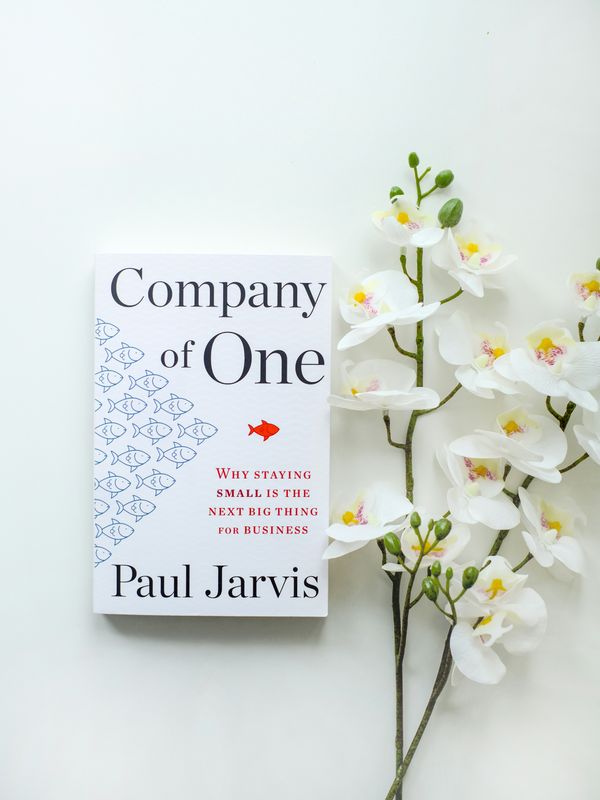 Company
of One
WHY STAYING
SMALL IS THE
NEXT BIG THING
FOR BUSINESS
Paul Jarvis